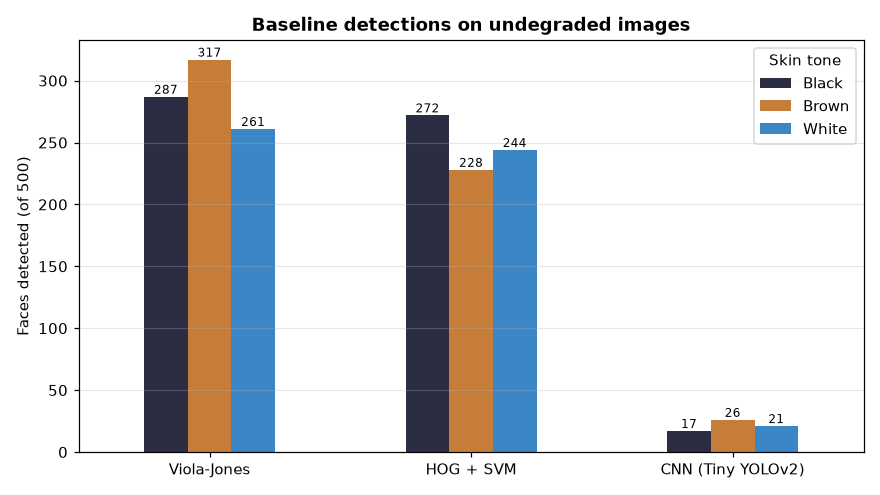 Baseline detections on undegraded images
Faces detected (of 500)
300
250
200
150
100
50
0
287
317
261
272
228
244
17
26
21
Viola-Jones
HOG + SVM
CNN (Tiny YOLOv2)
Skin tone
Black
Brown
White